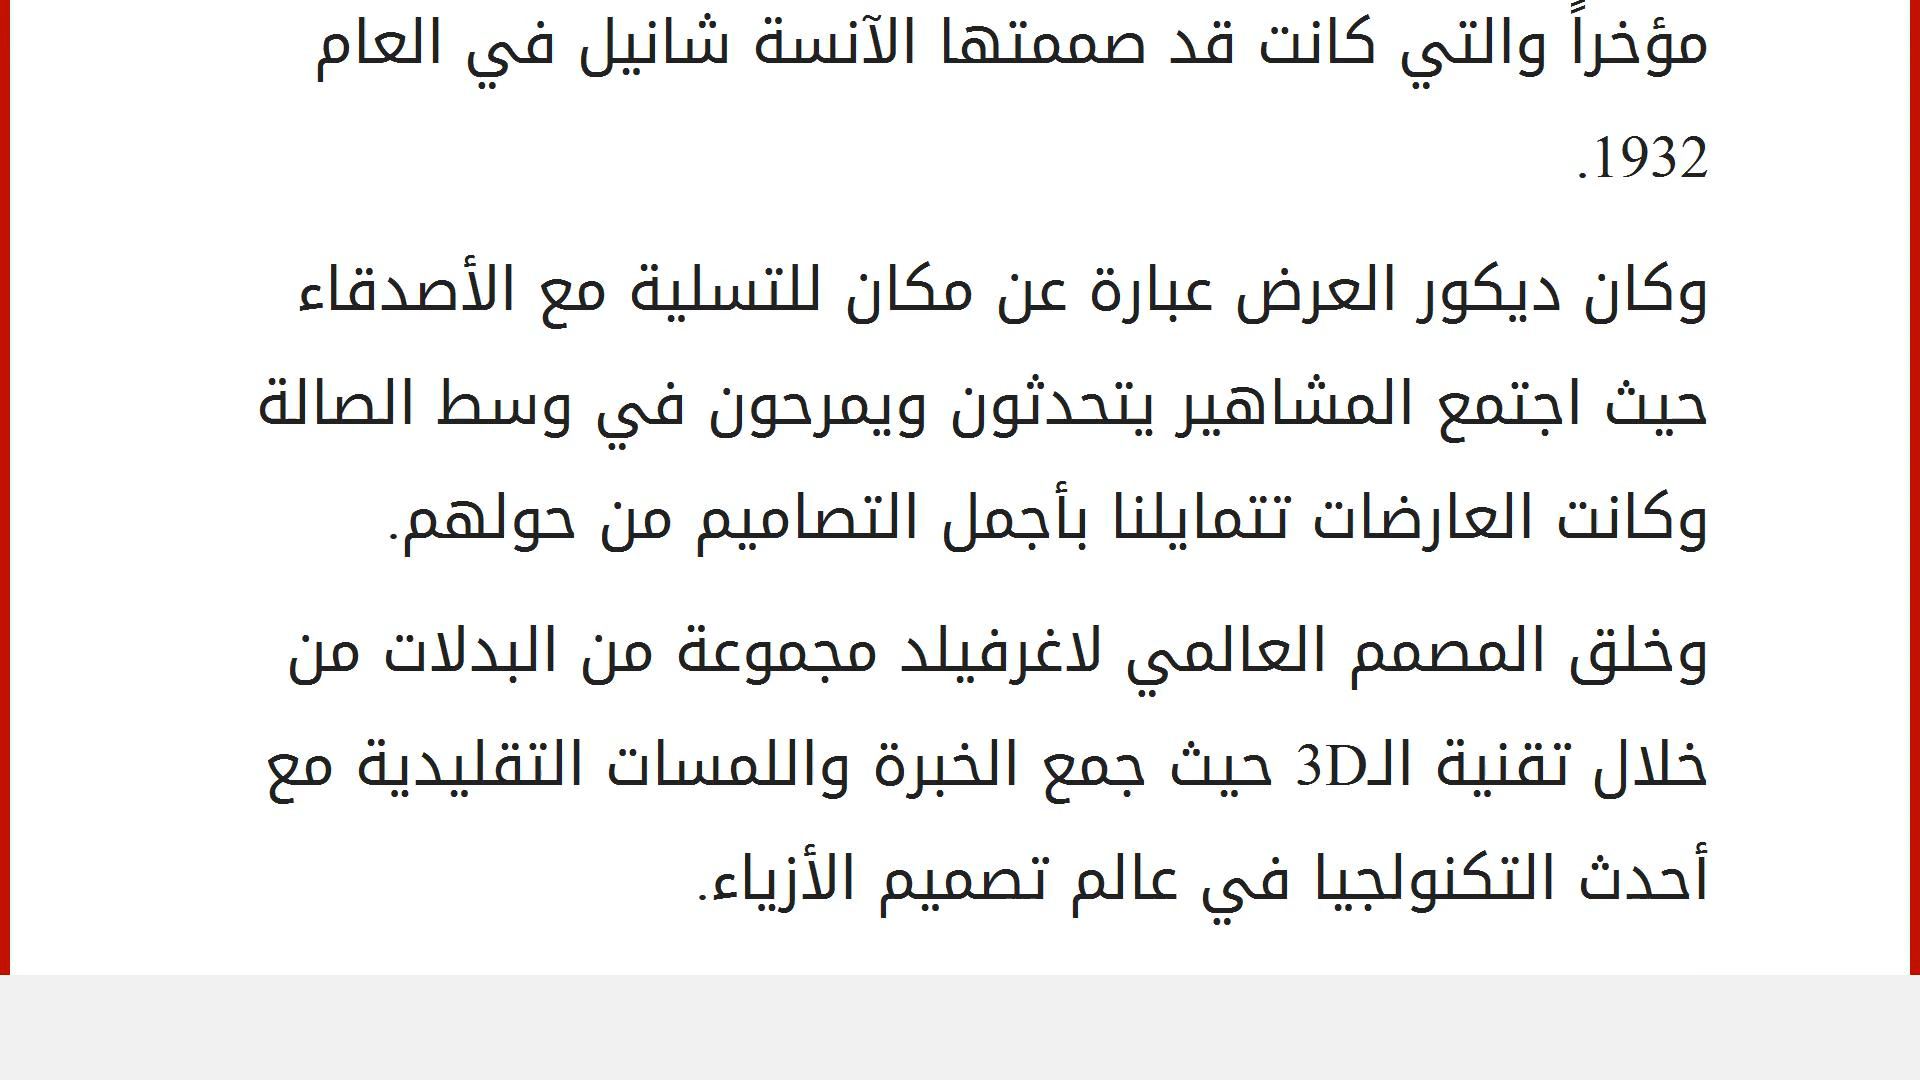 مؤخراً والتي كانت قد صممتها الآنسة شانيل في العام
1932.
وكان ديكور العرض عبارة عن مكان للتسلية مع الأصدقاء
حيث اجتمع المشاهير يتحدثون ويمرحون في وسط الصالة
وكانت العارضات تتمايلنا بأجمل التصاميم من حولهم.
وخلق المصمم العالمي لاغرفيلد مجموعة من البدلات من
خلال تقنية الـ3D حيث جمع الخبرة واللمسات التقليدية مع
أحدث التكنولجيا في عالم تصميم الأزياء.